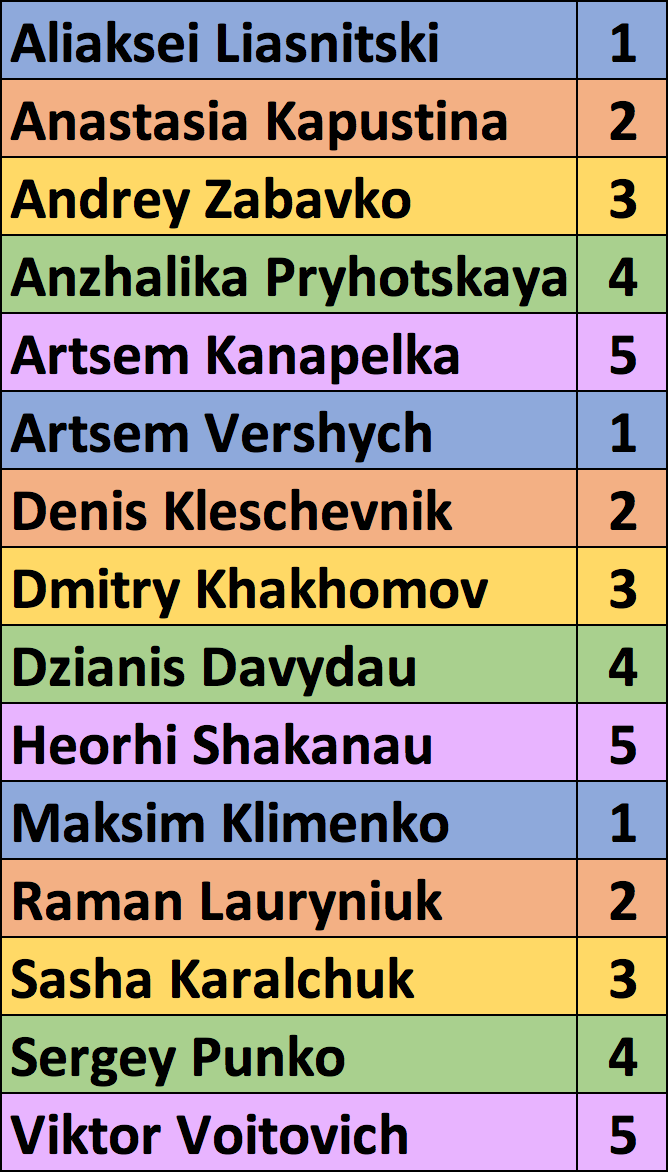 Aliaksei Liasnitski 1
Anastasia Kapustina 2
Andrey Zabavko 3
Anzhalika Pryhotskaya 4
Artsem Kanapelka 5
Artsem Vershych 1
Denis Kleschevnik 2
Dmitry Khakhomov 3
Dzianis Davydau 4
Heorhi Shakanau 5
Maksim Klimenko 1
Raman Lauryniuk 2
Sasha Karalchuk 3
Sergey Punko 4
Viktor Voitovich 5